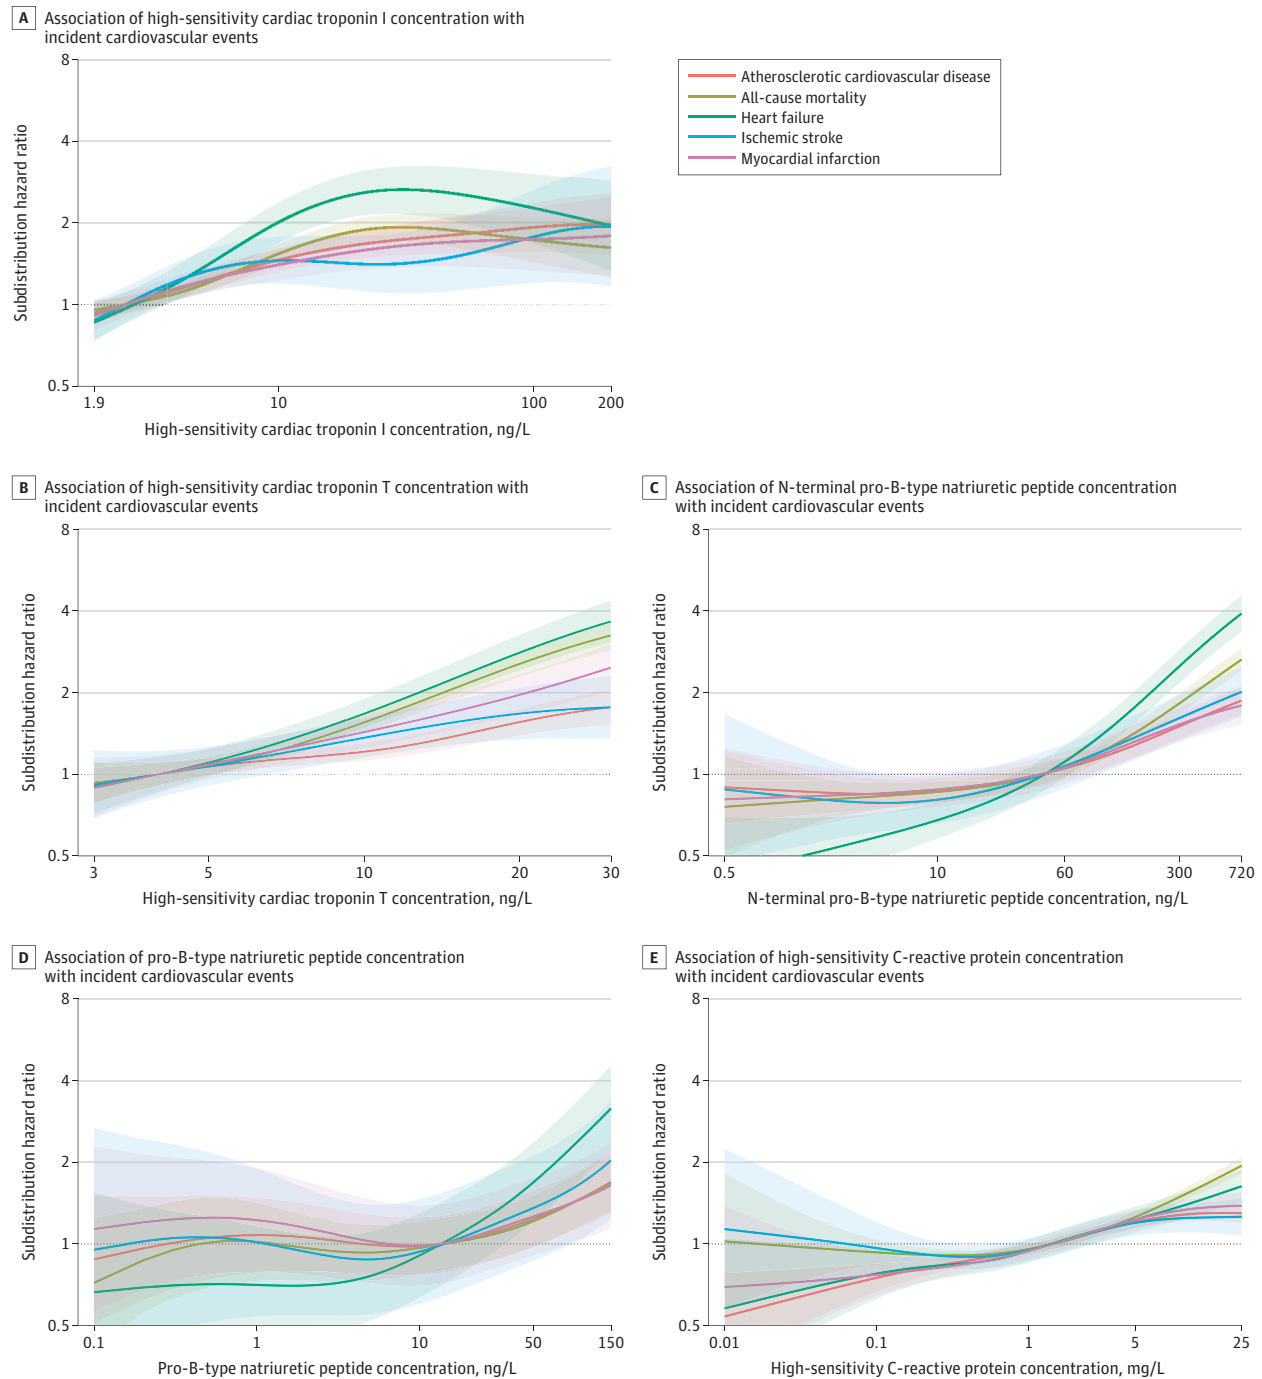 A Association of high-sensitivity cardiac troponin I concentration with
incident cardiovascular events
Subdistribution hazard ratio
8
4
2
1
0.5
1.9 10 100 200
High-sensitivity cardiac troponin I concentration, ng/L
Atherosclerotic cardiovascular disease
All-cause mortality
Heart failure
Ischemic stroke
Myocardial infarction
B Association of high-sensitivity cardiac troponin T concentration with
incident cardiovascular events
Subdistribution hazard ratio
8
4
2
1
0.5
3 5 10 20 30
High-sensitivity cardiac troponin T concentration, ng/L
C Association of N-terminal pro-B-type natriuretic peptide concentration
with incident cardiovascular events
Subdistribution hazard ratio
8
4
2
1
0.5
0.5 10 60 300 720
N-terminal pro-B-type natriuretic peptide concentration, ng/L
D Association of pro-B-type natriuretic peptide concentration
with incident cardiovascular events
Subdistribution hazard ratio
8
4
2
1
0.5
0.1 1 10 50 150
Pro-B-type natriuretic peptide concentration, ng/L
E Association of high-sensitivity C-reactive protein concentration
with incident cardiovascular events
Subdistribution hazard ratio
8
4
2
1
0.5
0.01 0.1 1 5 25
High-sensitivity C-reactive protein concentration, mg/L